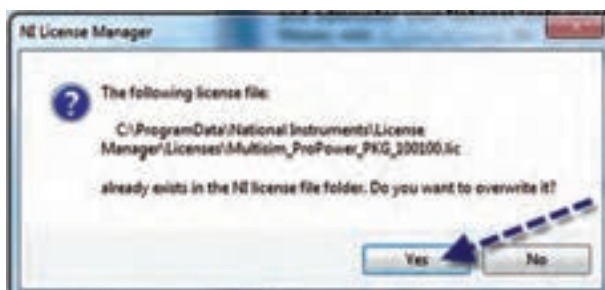 NI License Manager
The following license file:
C:\ProgramData\National Instruments\License
Manager\Licenses\Multisim_ProPower_PKG_100100.lic
already exists in the NI license file folder. Do you want to overwrite it?
Yes
No